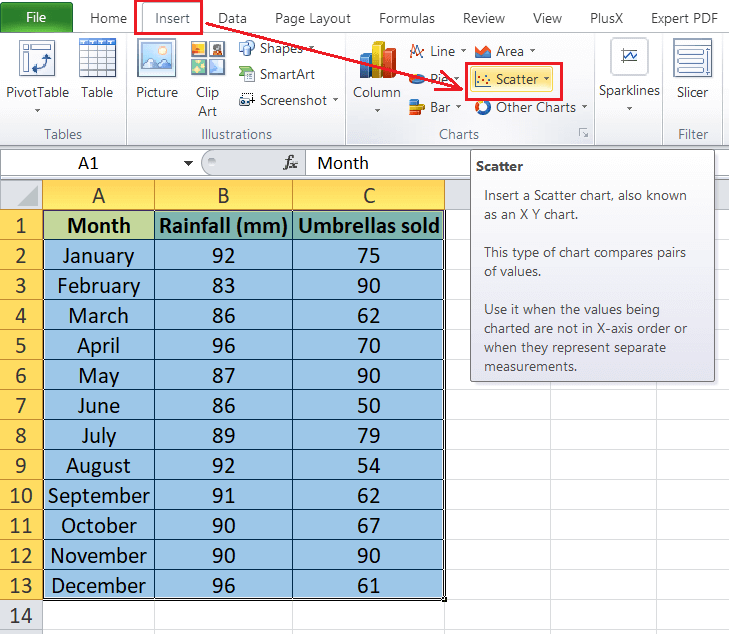 File Home Insert Data Page Layout Formulas Review View PlusX Expert PDF
PivotTable
Table
Picture
Clip
Art
Shapes
SmartArt
Screenshot
Column
Line
Pie
Bar
Area
Scatter
Other Charts
Sparklines
Slicer
Tables Illustrations Charts Filter
A1 fx Month
Scatter
Insert a Scatter chart, also known
as an X Y chart.
This type of chart compares pairs
of values.
Use it when the values being
charted are not in X-axis order or
when they represent separate
measurements.
A B C
1 Month Rainfall (mm) Umbrellas sold
2 January 92 75
3 February 83 90
4 March 86 62
5 April 96 70
6 May 87 90
7 June 86 50
8 July 89 79
9 August 92 54
10 September 91 62
11 October 90 67
12 November 90 90
13 December 96 61
14